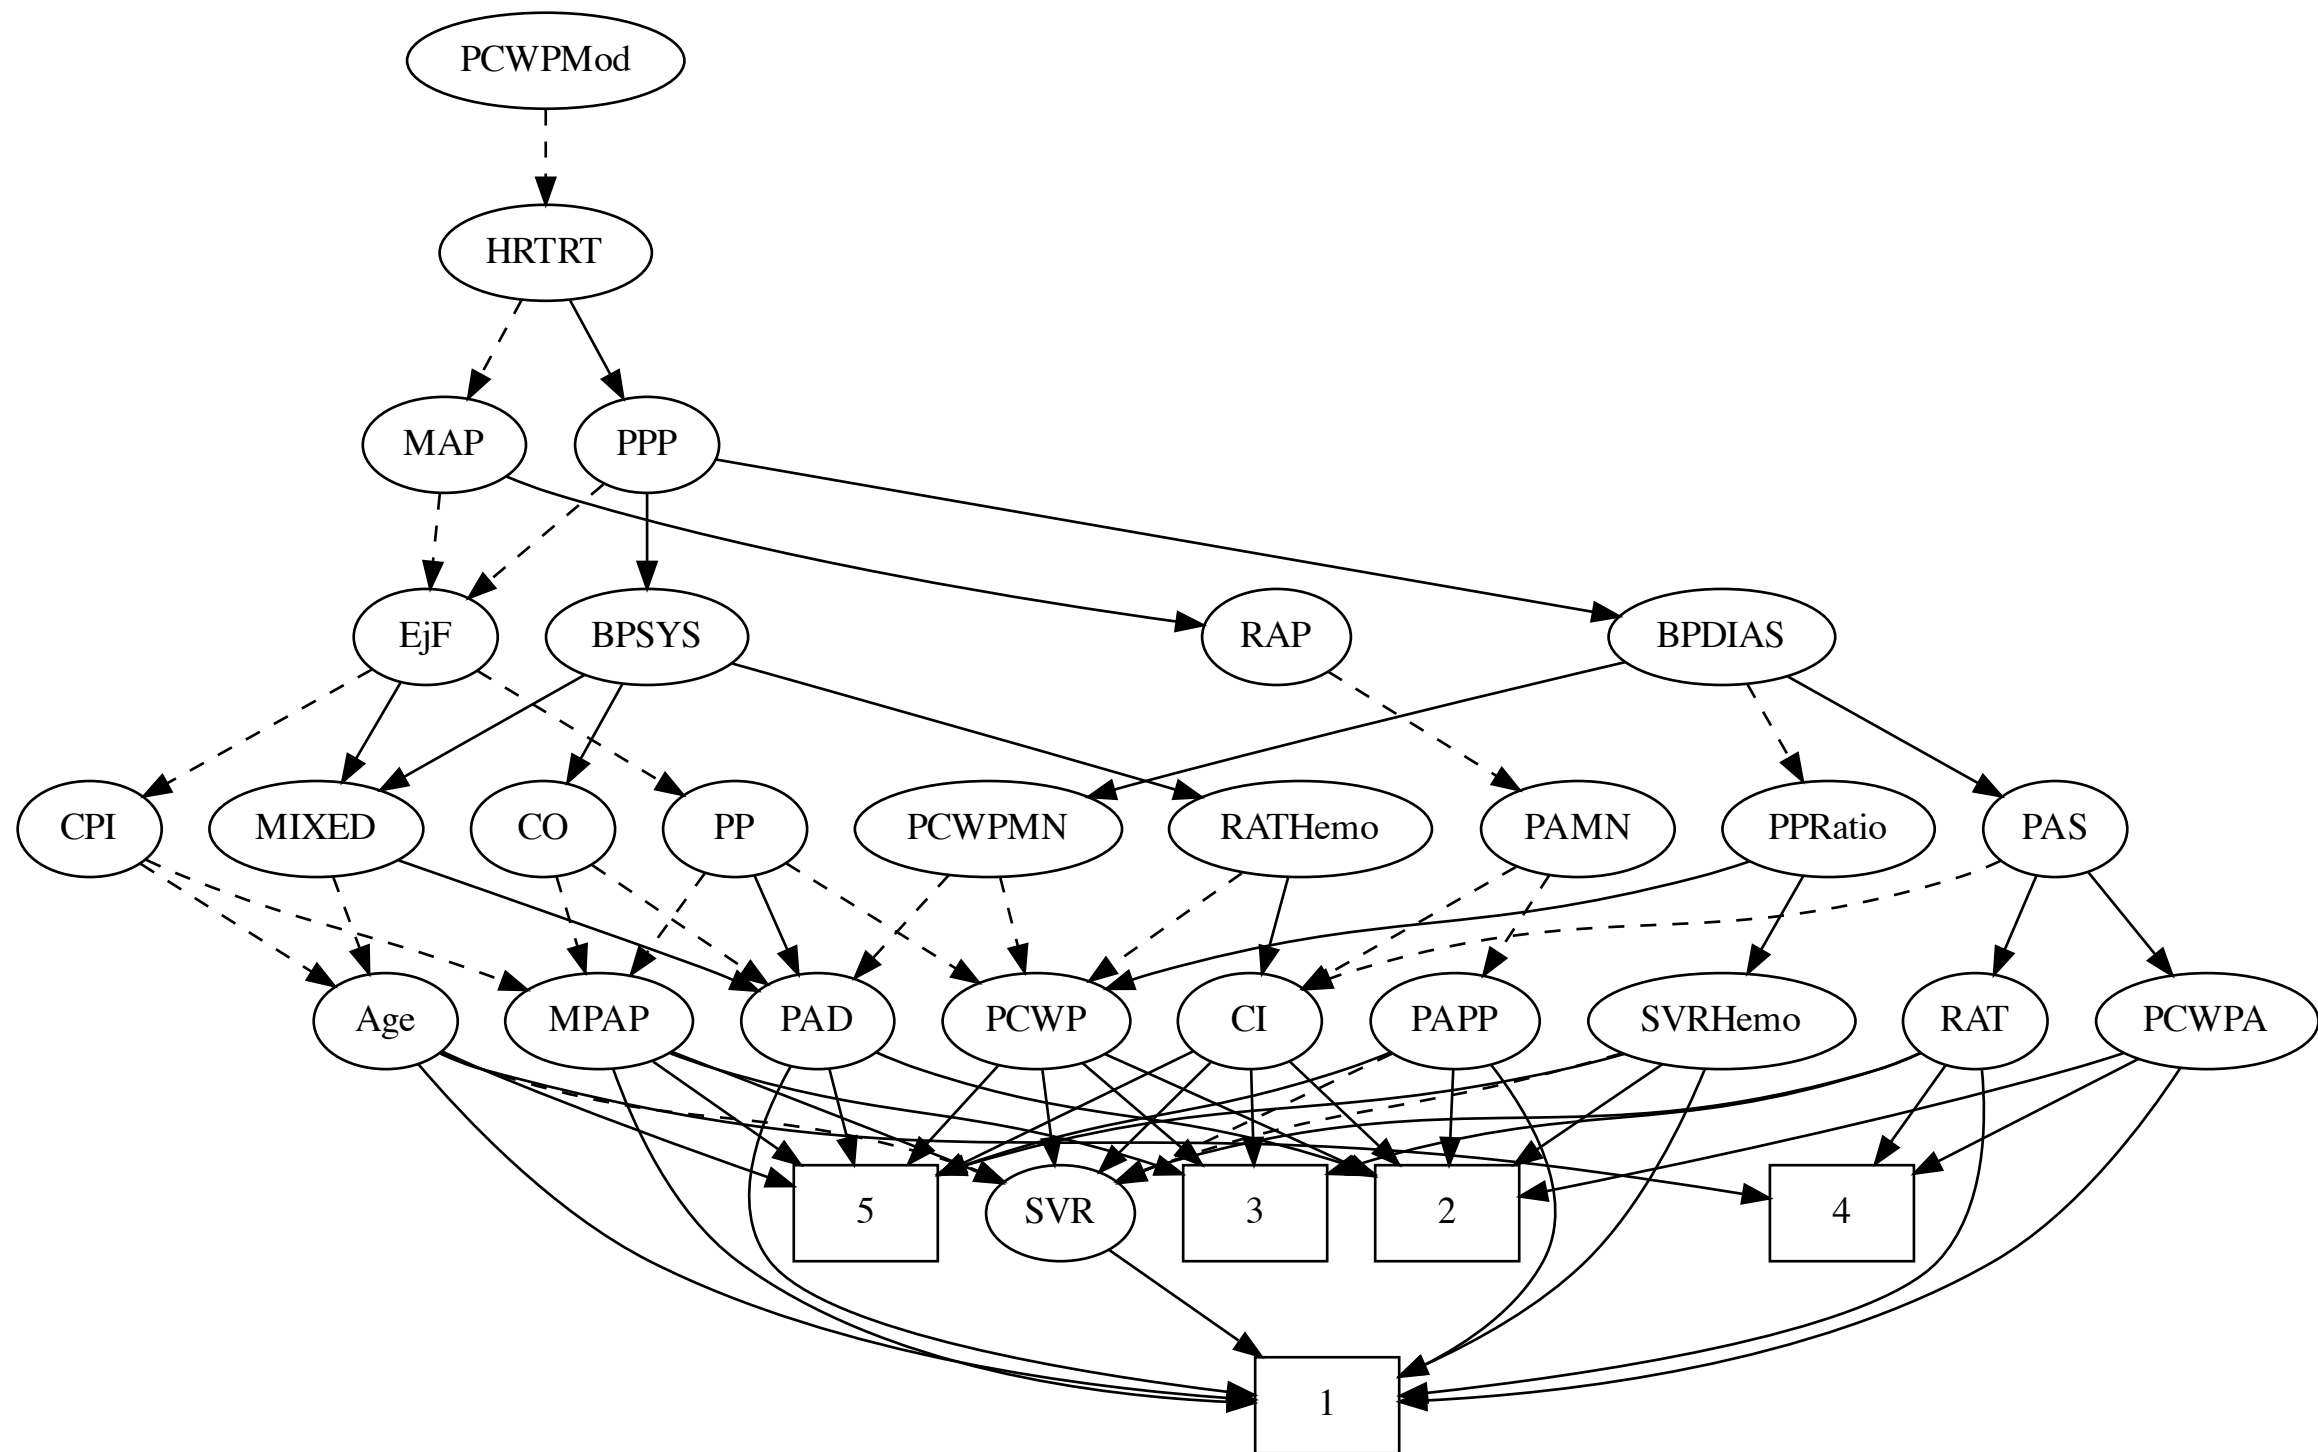 PCWPMod
HRTRT
MAP
PPP
EjF
BPSYS
RAP
BPDIAS
CPI
MIXED
CO
PP
PCWPMN
RATHemo
PAMN
PPRatio
PAS
Age
MPAP
PAD
PCWP
CI
PAPP
SVRHemo
RAT
PCWPA
5
SVR
3
2
4
1